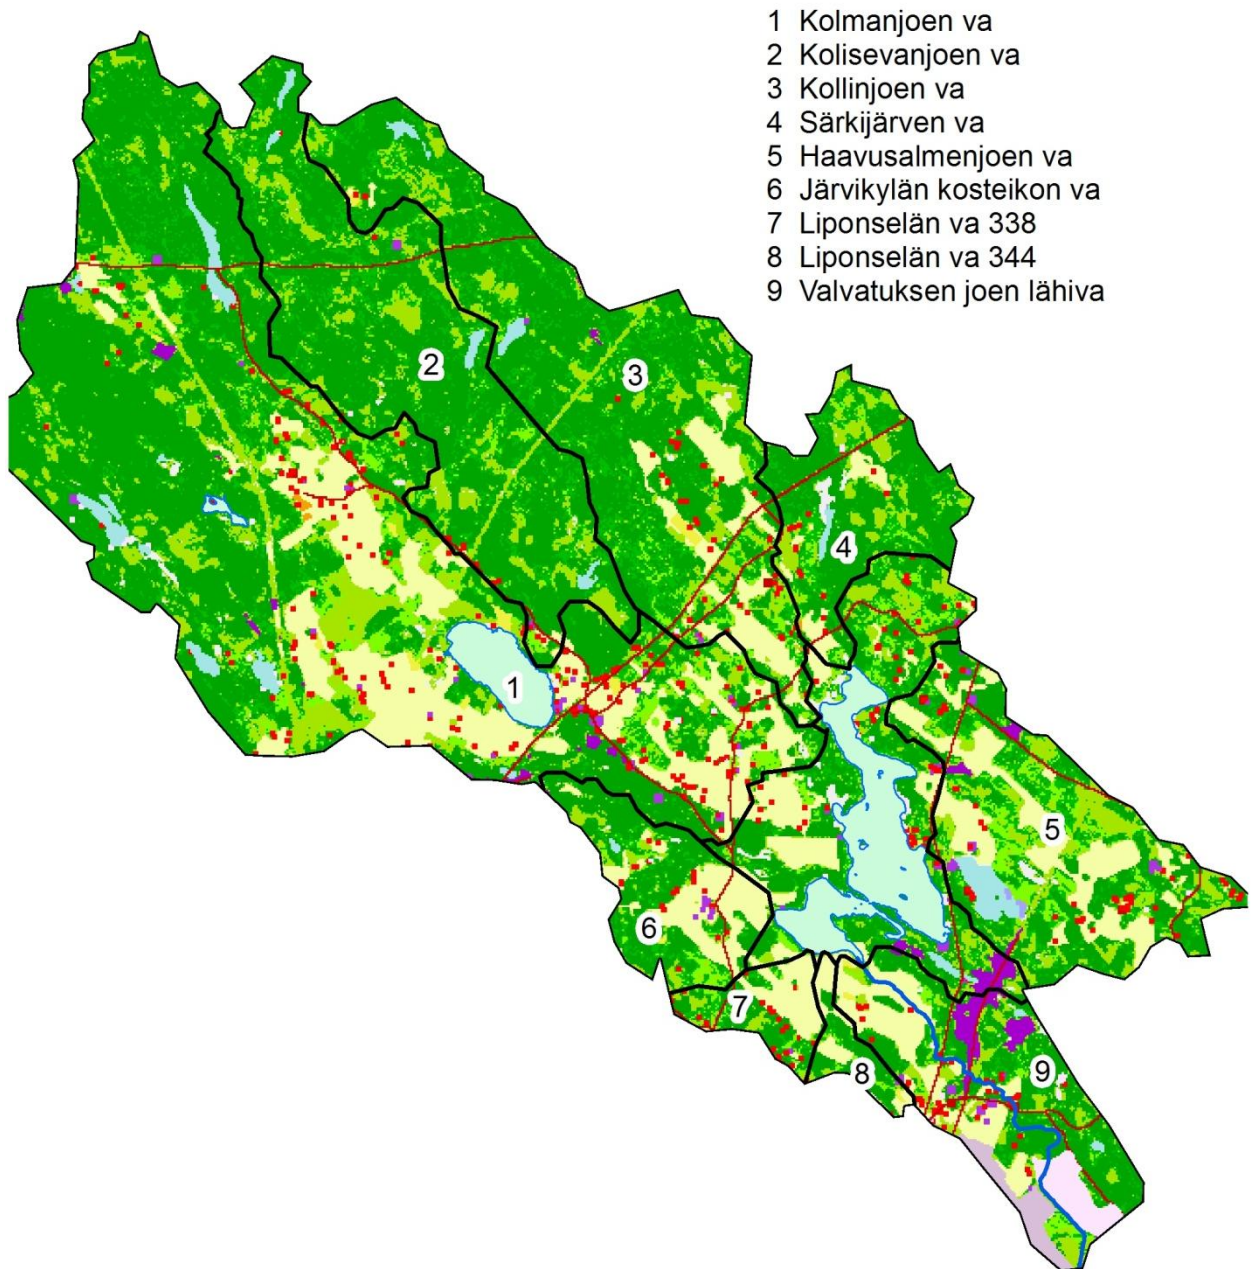 1 Kolmanjoen va
2 Kolisevanjoen va
3 Kollinjoen va
4 Särkijärven va
5 Haavusalmenjoen va
6 Järvikylän kosteikon va
7 Liponselän va 338
8 Liponselän va 344
9 Valvatuksen joen lähiva
2
3
4
1
5
6
7
8
9